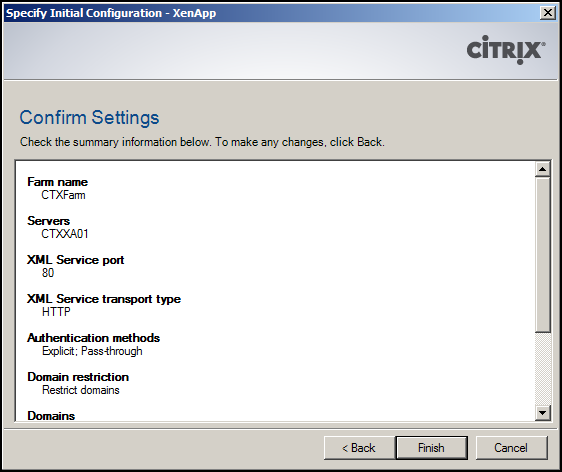 Specify Initial Configuration - XenApp
CİTRIX®
Confirm Settings
Check the summary information below. To make any changes, click Back.
Farm name
CTXFarm
Servers
CTXXA01
XML Service port
80
XML Service transport type
HTTP
Authentication methods
Explicit; Pass-through
Domain restriction
Restrict domains
Domains
< Back
Finish
Cancel